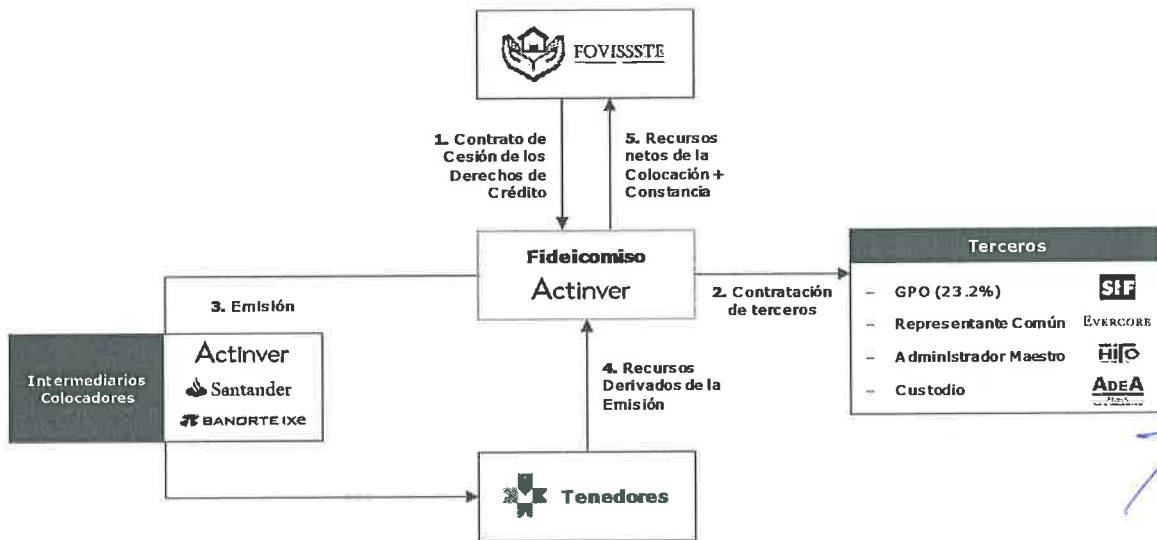 FOVISSSTE
1. Contrato de
Cesión de los
Derechos de
Crédito
5. Recursos
netos de la
Colocación +
Constancia
Fideicomiso
Actinver
Terceros
– GPO (23.2%) SHF
– Representante Común EVERCORE
– Administrador Maestro HiTo
– Custodio ADEA
2. Contratación
de terceros
3. Emisión
Intermediarios
Colocadores
Actinver
Santander
BANORTE IXe
4. Recursos
Derivados de la
Emisión
Tenedores